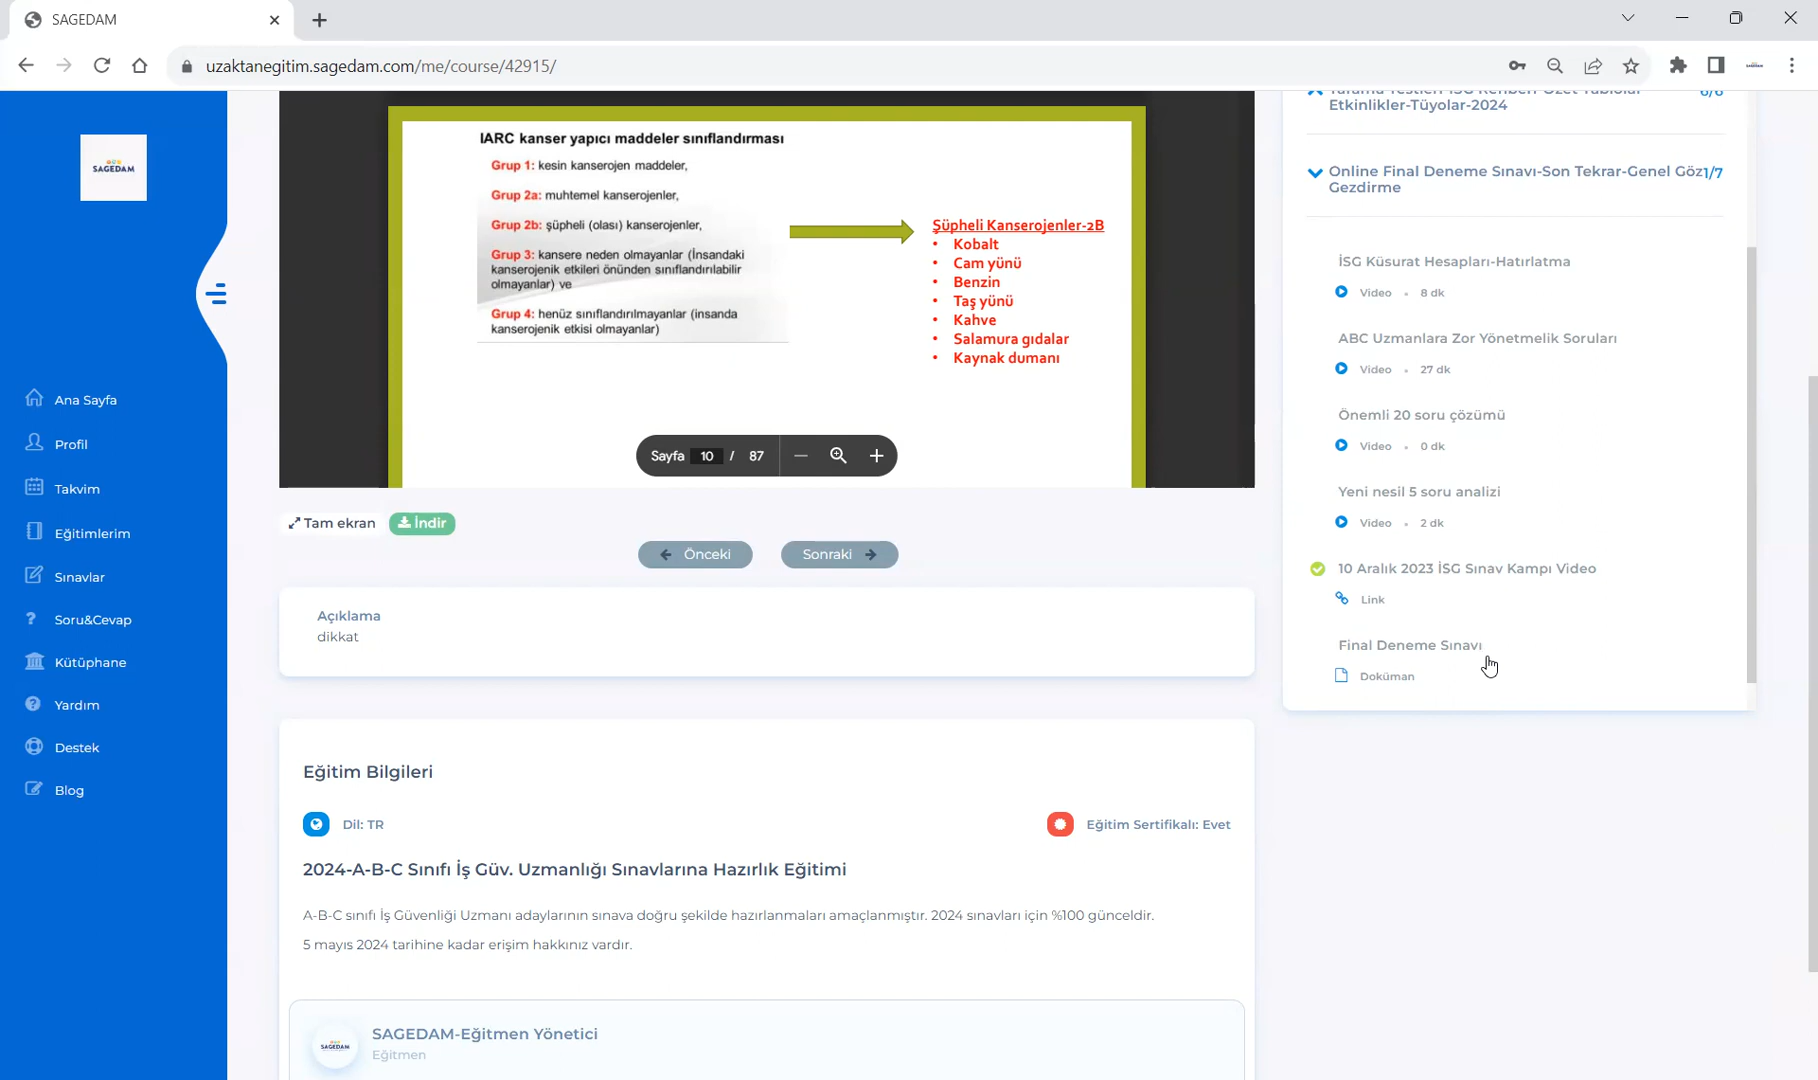 SAGEDAM
uzaktanegitim.sagedam.com/me/course/42915/
SAGEDAM
Ana Sayfa
Profil
Takvim
Eğitimlerim
Sınavlar
Soru&Cevap
Kütüphane
Yardım
Destek
Blog
IARC kanser yapıcı maddeler sınıflandırması
Grup 1: kesin kanserojen maddeler,
Grup 2a: muhtemel kanserojenler,
Grup 2b: şüpheli (olası) kanserojenler,
Grup 3: kansere neden olmayanlar (İnsandaki
kanserojenik etkileri önünden sınıflandırılabilir
olmayanlar) ve
Grup 4: henüz sınıflandırılmayanlar (insanda
kanserojenik etkisi olmayanlar)
Şüpheli Kanserojenler-2B
• Kobalt
• Cam yünü
• Benzin
• Taş yünü
• Kahve
• Salamura gıdalar
• Kaynak dumanı
Sayfa 10 / 87
Tam ekran
İndir
Önceki
Sonraki
Açıklama
dikkat
Eğitim Bilgileri
Dil: TR
Eğitim Sertifikalı: Evet
2024-A-B-C Sınıfı İş Güv. Uzmanlığı Sınavlarına Hazırlık Eğitimi
A-B-C sınıfı İş Güvenliği Uzmanı adaylarının sınava doğru şekilde hazırlanmaları amaçlanmıştır. 2024 sınavları için %100 günceldir.
5 mayıs 2024 tarihine kadar erişim hakkınız vardır.
SAGEDAM
SAGEDAM-Eğitmen Yönetici
Eğitmen
Tarama Testleri İSG Rehberi Özet Tablolar 6/6
Etkinlikler-Tüyolar-2024
Online Final Deneme Sınavı-Son Tekrar-Genel Göz 1/7
Gezdirme
İSG Küsurat Hesapları-Hatırlatma
Video • 8 dk
ABC Uzmanlara Zor Yönetmelik Soruları
Video • 27 dk
Önemli 20 soru çözümü
Video • 0 dk
Yeni nesil 5 soru analizi
Video • 2 dk
10 Aralık 2023 İSG Sınav Kampı Video
Link
Final Deneme Sınavı
Doküman